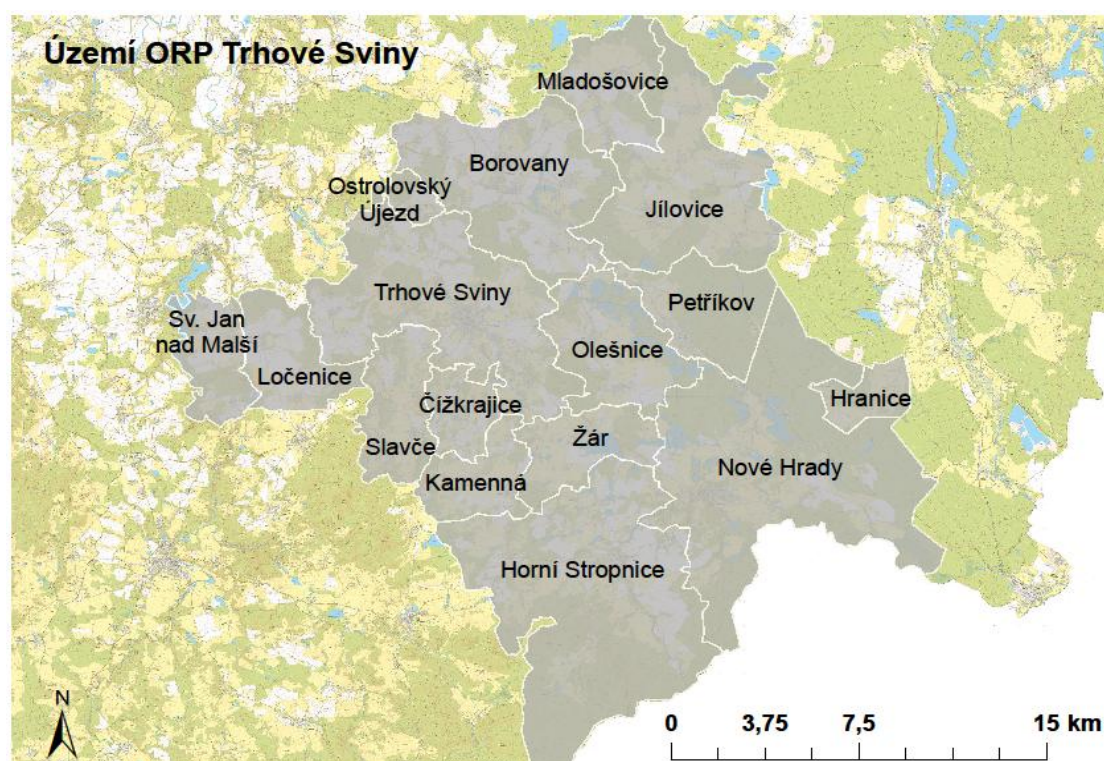 Území ORP Trhové Sviny
Mladošovice
Borovany
Ostrolovský
Újezd
Jílovice
Trhové Sviny
Petříkov
Sv. Jan
nad Malší
Olešnice
Ločenice
Hranice
Čížkrajice
Žár
Slavče
Nové Hrady
Kamenná
Horní Stropnice
N
0 3,75 7,5 15 km